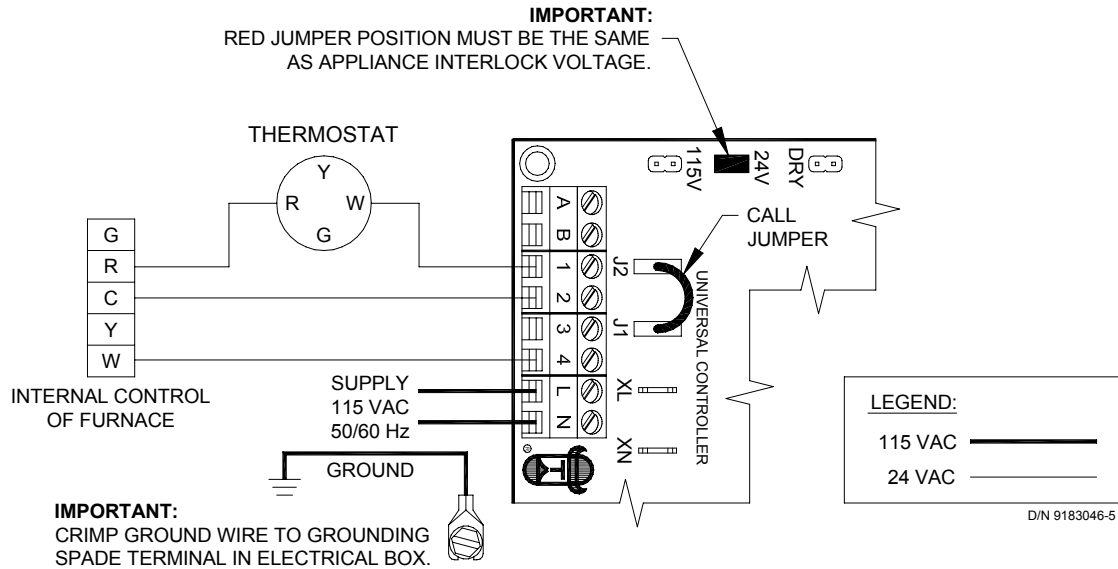 IMPORTANT:
RED JUMPER POSITION MUST BE THE SAME
AS APPLIANCE INTERLOCK VOLTAGE.
THERMOSTAT
Y
R
W
G
115V
24V
DRY
CALL
JUMPER
G
R
C
Y
W
INTERNAL CONTROL
OF FURNACE
A
B
1
2
3
4
L
N
J2
J1
UNIVERSAL CONTROLLER
XL
XN
T
SUPPLY
115 VAC
50/60 Hz
GROUND
IMPORTANT:
CRIMP GROUND WIRE TO GROUNDING
SPADE TERMINAL IN ELECTRICAL BOX.
LEGEND:
115 VAC
24 VAC
D/N 9183046-5